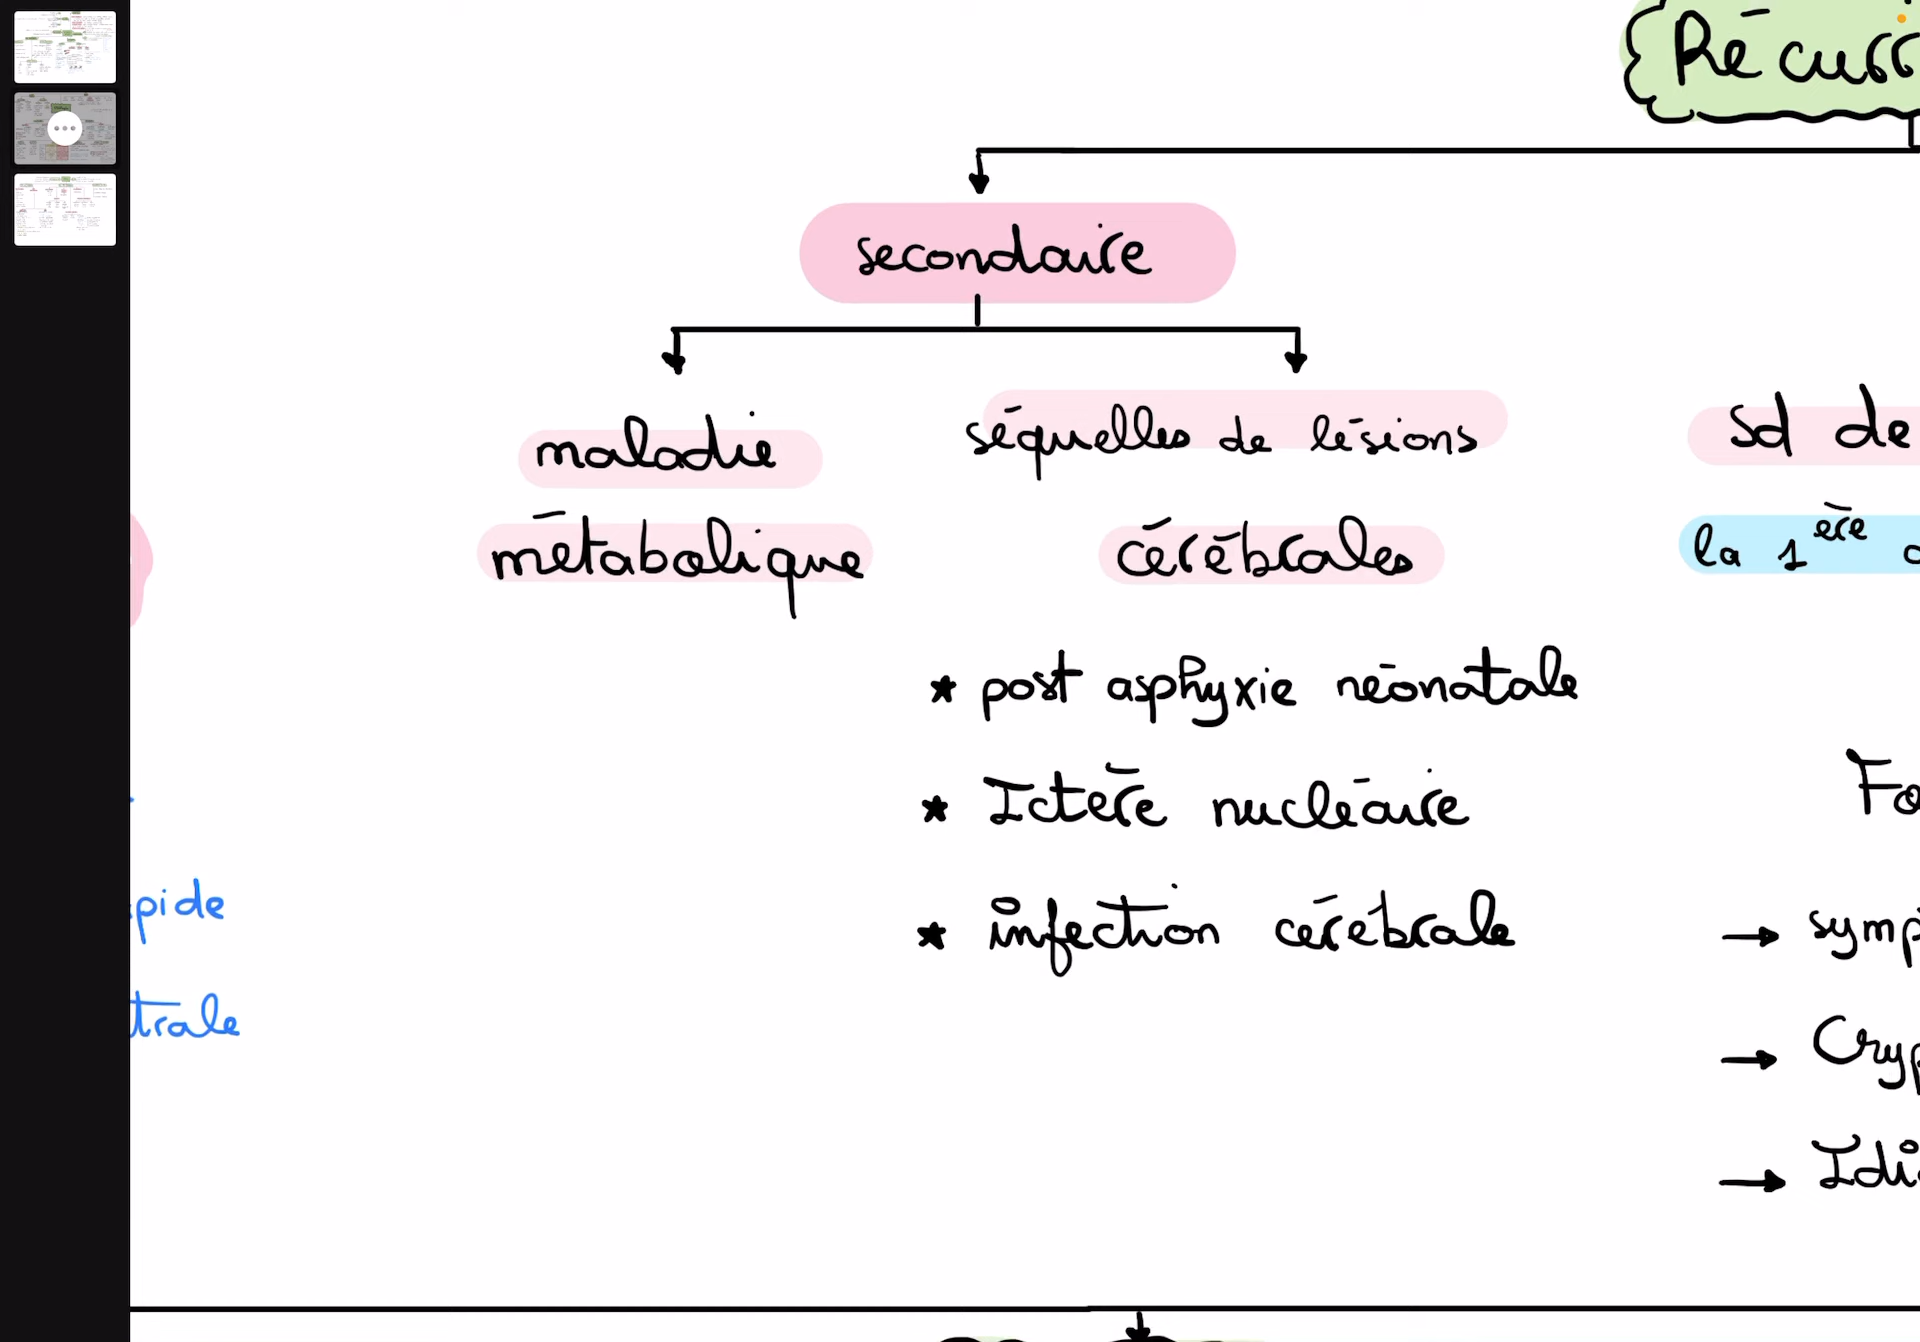 secondaire
maladie
métabolique
séquelles de lésions
cérébrales
* post asphyxie néonatale
* Ictère nucléaire
* infection cérébrale
Sd de
la 1ère
→
→
→
pide
trale